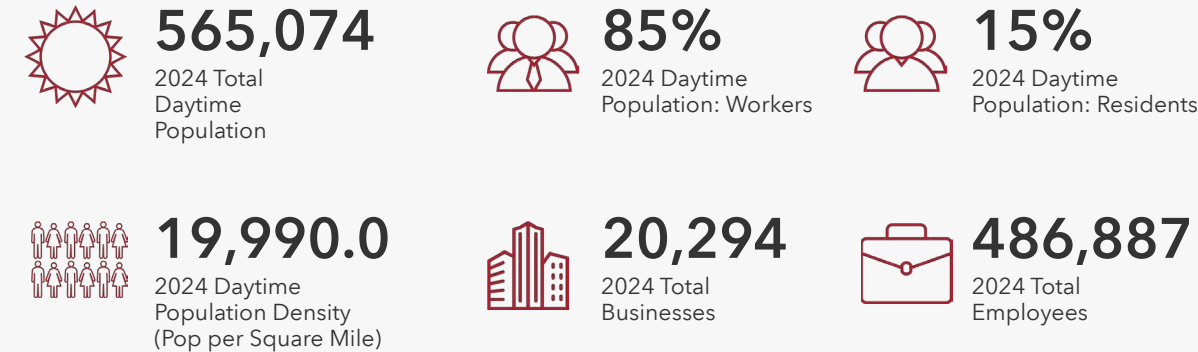 565,074
2024 Total
Daytime
Population
85%
2024 Daytime
Population: Workers
15%
2024 Daytime
Population: Residents
19,990.0
2024 Daytime
Population Density
(Pop per Square Mile)
20,294
2024 Total
Businesses
486,887
2024 Total
Employees